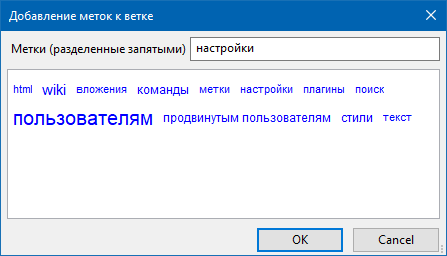 Добавление меток к ветке
Метки (разделенные запятыми) настройки
html wiki вложения команды метки настройки плагины поиск
пользователям продвинутым пользователям стили текст
OK Cancel